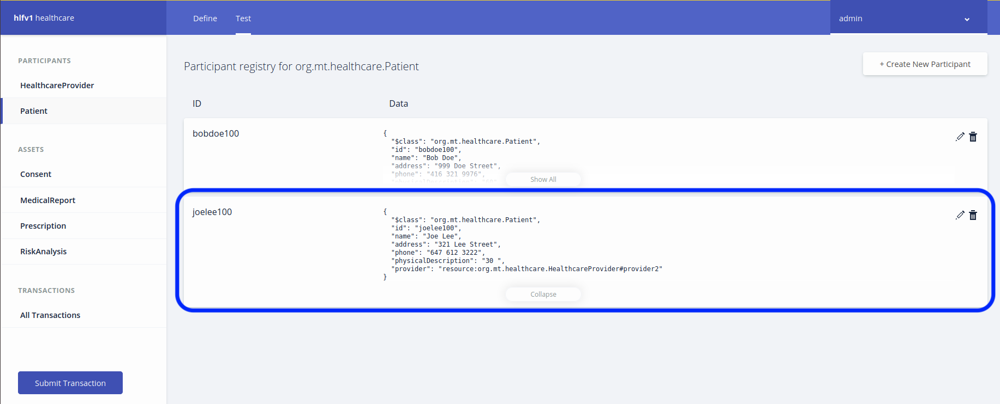 hlfv1 healthcare
Define
Test
admin
PARTICIPANTS
HealthcareProvider
Patient
ASSETS
Consent
MedicalReport
Prescription
RiskAnalysis
TRANSACTIONS
All Transactions
Submit Transaction
Participant registry for org.mt.healthcare.Patient
+ Create New Participant
ID
Data
bobdoe100
{
"$class": "org.mt.healthcare.Patient",
"id": "bobdoe100",
"name": "Bob Doe",
"address": "999 Doe Street",
"phone": "416 321 9976",
"physicalDescription": "60"
Show All
joelee100
{
"$class": "org.mt.healthcare.Patient",
"id": "joelee100",
"name": "Joe Lee",
"address": "321 Lee Street",
"phone": "647 612 3222",
"physicalDescription": "30 ",
"provider": "resource:org.mt.healthcare.HealthcareProvider#provider2"
}
Collapse